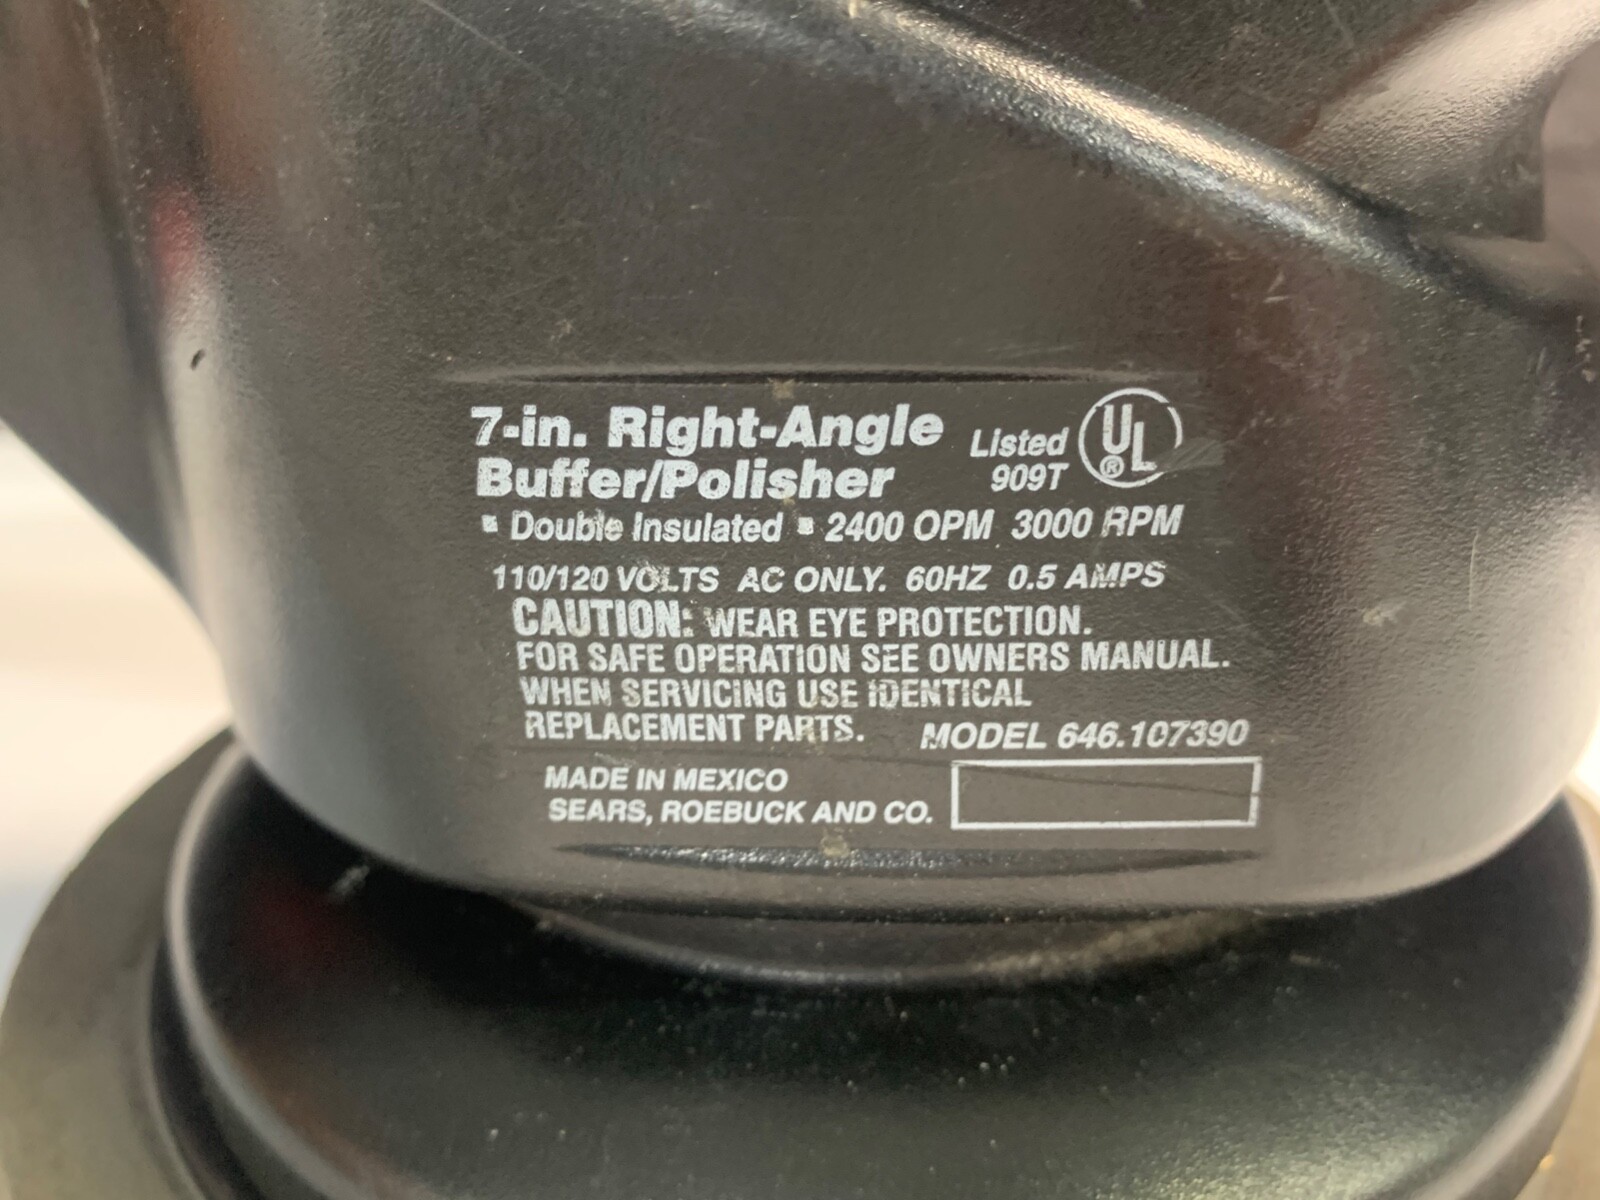 7-in. Right-Angle
Buffer/Polisher
Listed
909T
UL
®
▪ Double Insulated ▪ 2400 OPM 3000 RPM
110/120 VOLTS AC ONLY. 60HZ 0.5 AMPS
CAUTION: WEAR EYE PROTECTION.
FOR SAFE OPERATION SEE OWNERS MANUAL.
WHEN SERVICING USE IDENTICAL
REPLACEMENT PARTS. MODEL 646.107390
MADE IN MEXICO
SEARS, ROEBUCK AND CO.